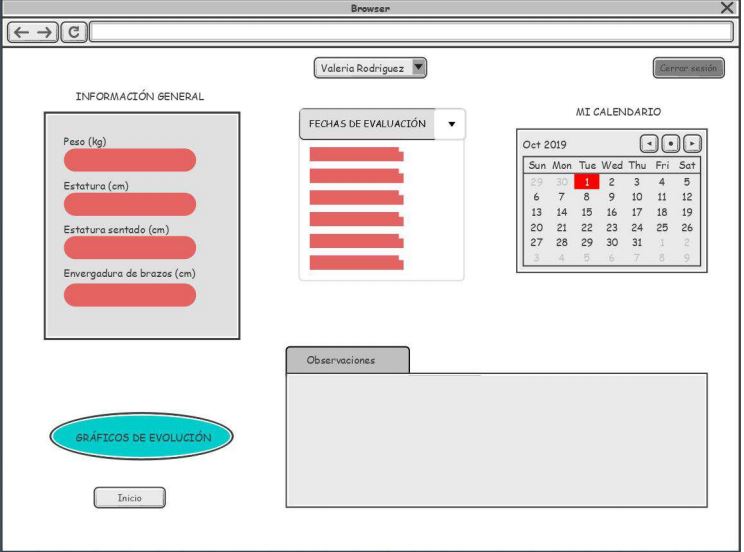 Browser
Valeria Rodriguez
Cerrar sesión
INFORMACIÓN GENERAL
Peso (kg)
Estatura (cm)
Estatura sentado (cm)
Envergadura de brazos (cm)
FECHAS DE EVALUACIÓN
MI CALENDARIO
Oct 2019
Sun Mon Tue Wed Thu Fri Sat
29 30 1 2 3 4 5
6 7 8 9 10 11 12
13 14 15 16 17 18 19
20 21 22 23 24 25 26
27 28 29 30 31 1 2
3 4 5 6 7 8 9
Observaciones
GRÁFICOS DE EVOLUCIÓN
Inicio